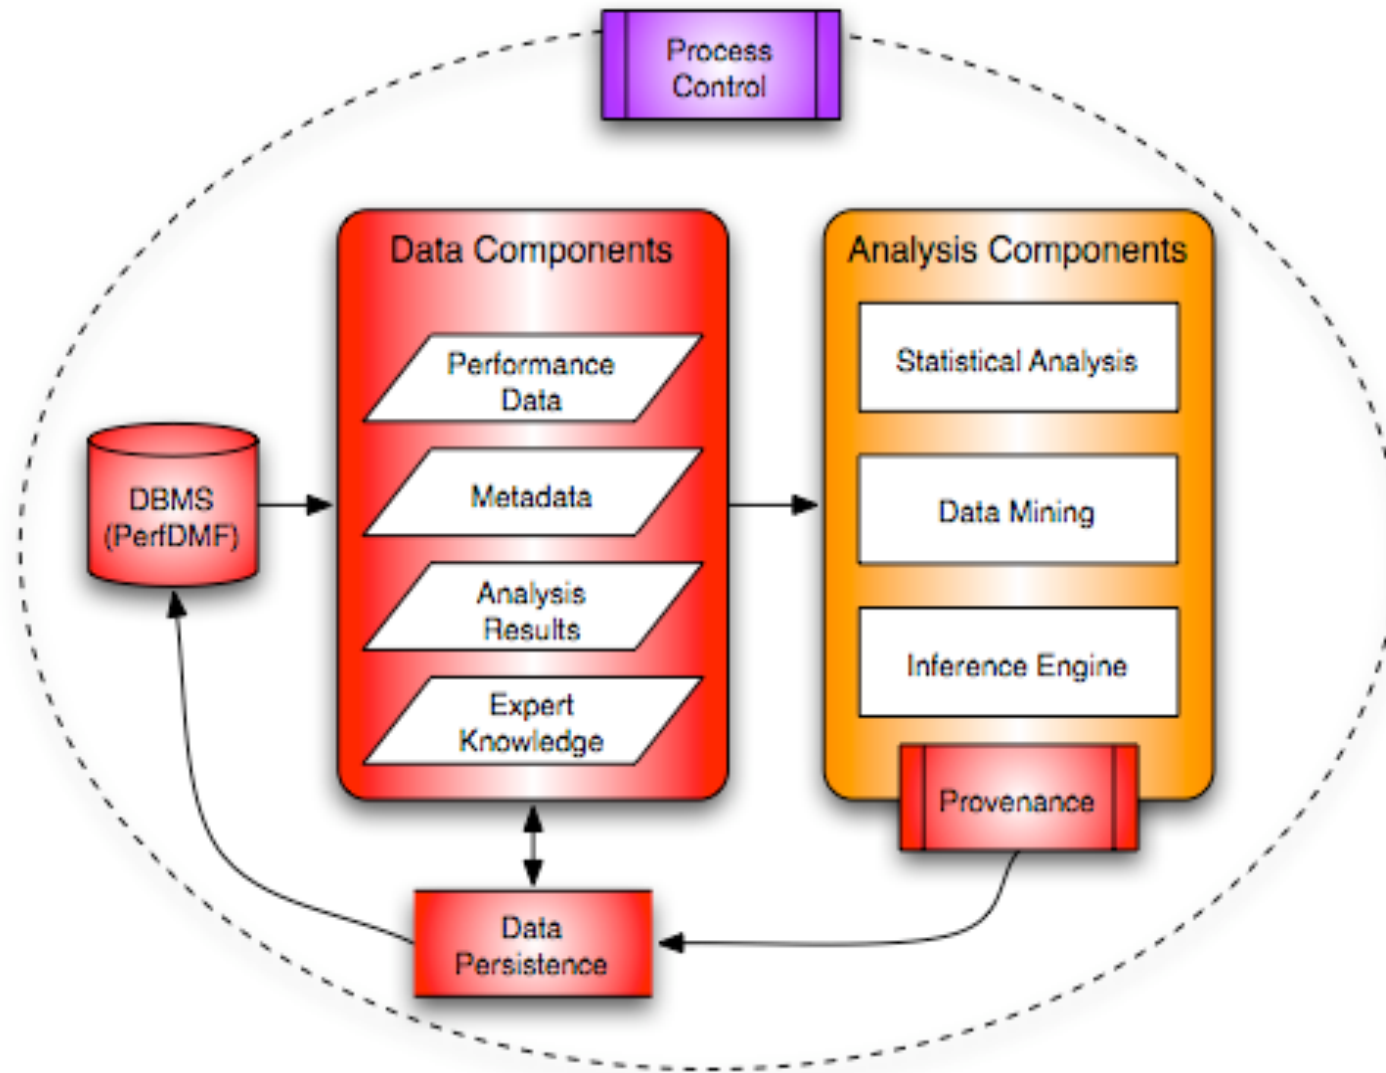 Process
Control
Data Components
Performance
Data
Metadata
Analysis
Results
Expert
Knowledge
Analysis Components
Statistical Analysis
Data Mining
Inference Engine
Provenance
DBMS
(PerfDMF)
Data
Persistence